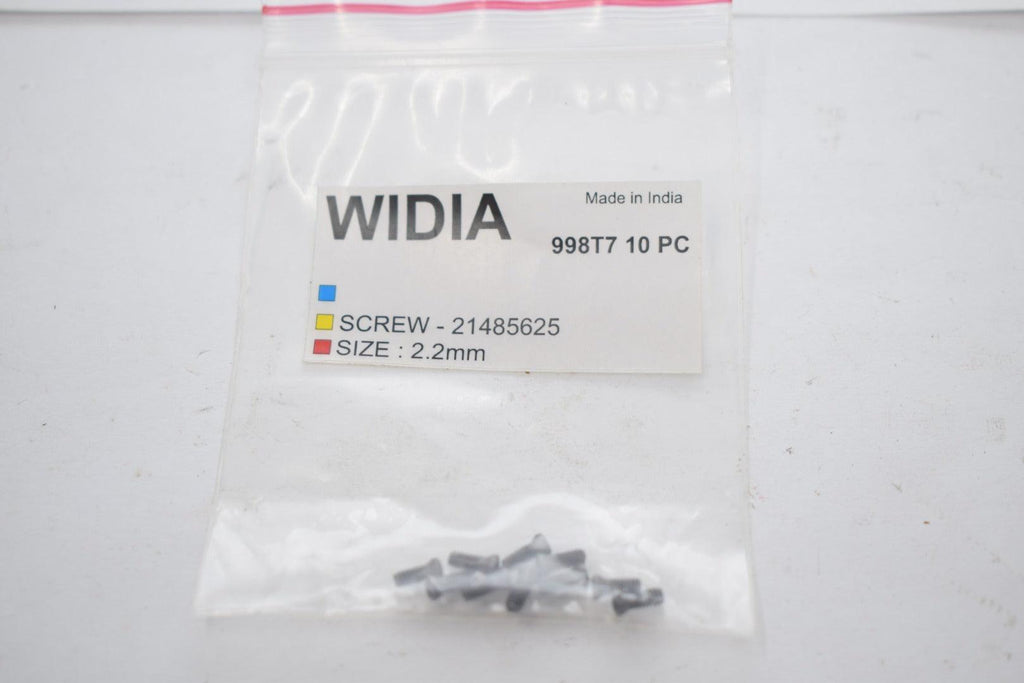 WIDIA
Made in India
998T7 10 PC
SCREW - 21485625
SIZE : 2.2mm